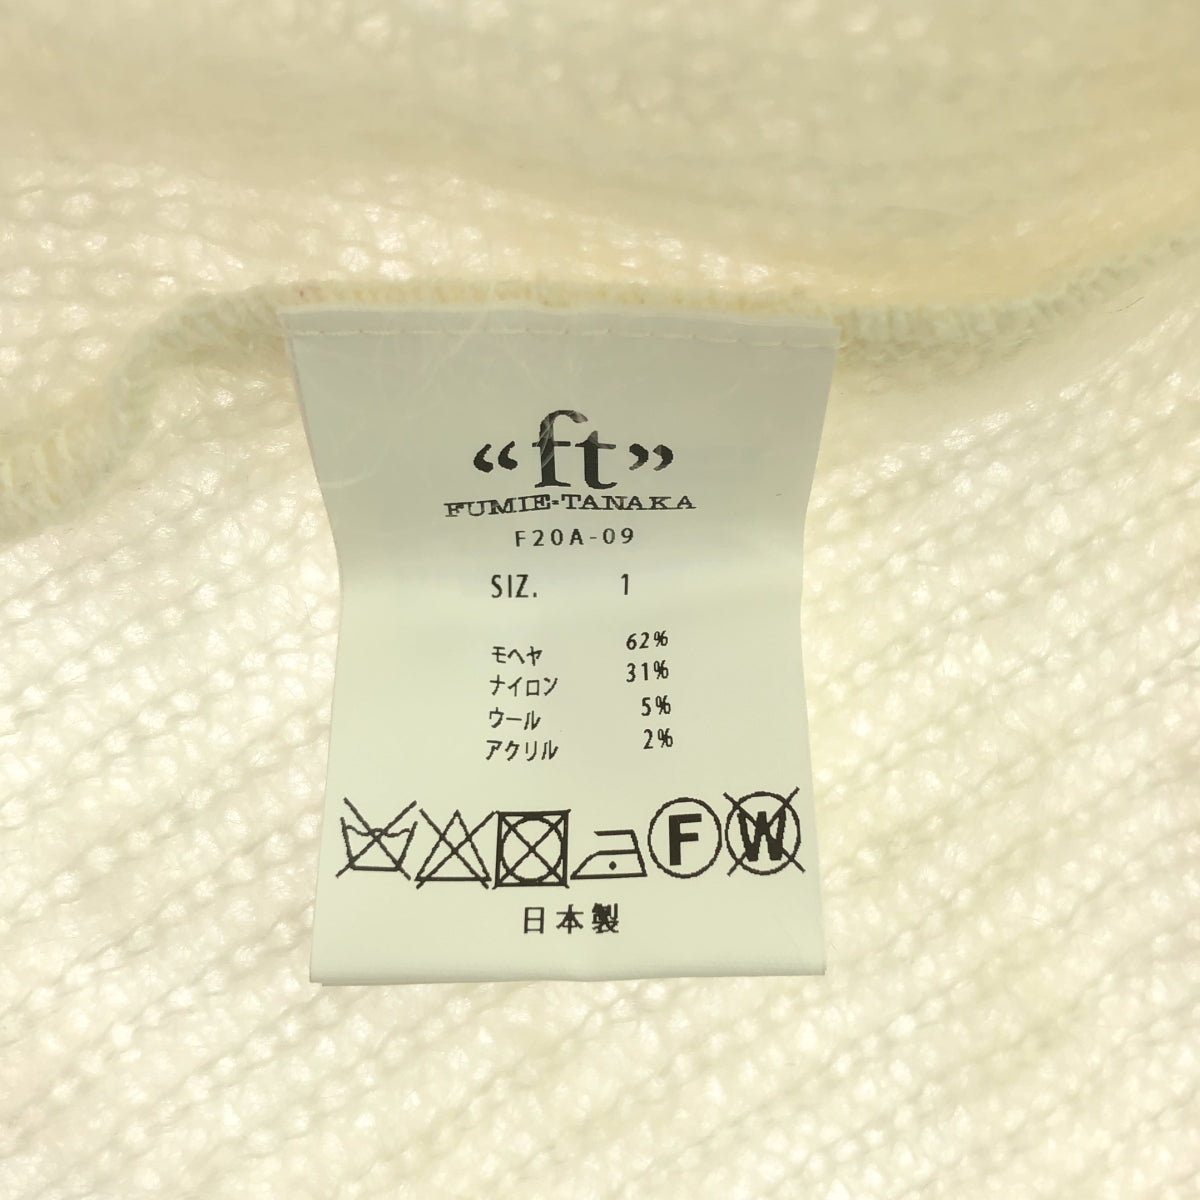 “ft”
FUMIE·TANAKA
F20A-09
SIZ. 1
モヘヤ 62%
ナイロン 31%
ウール 5%
アクリル 2%
F W
日本製